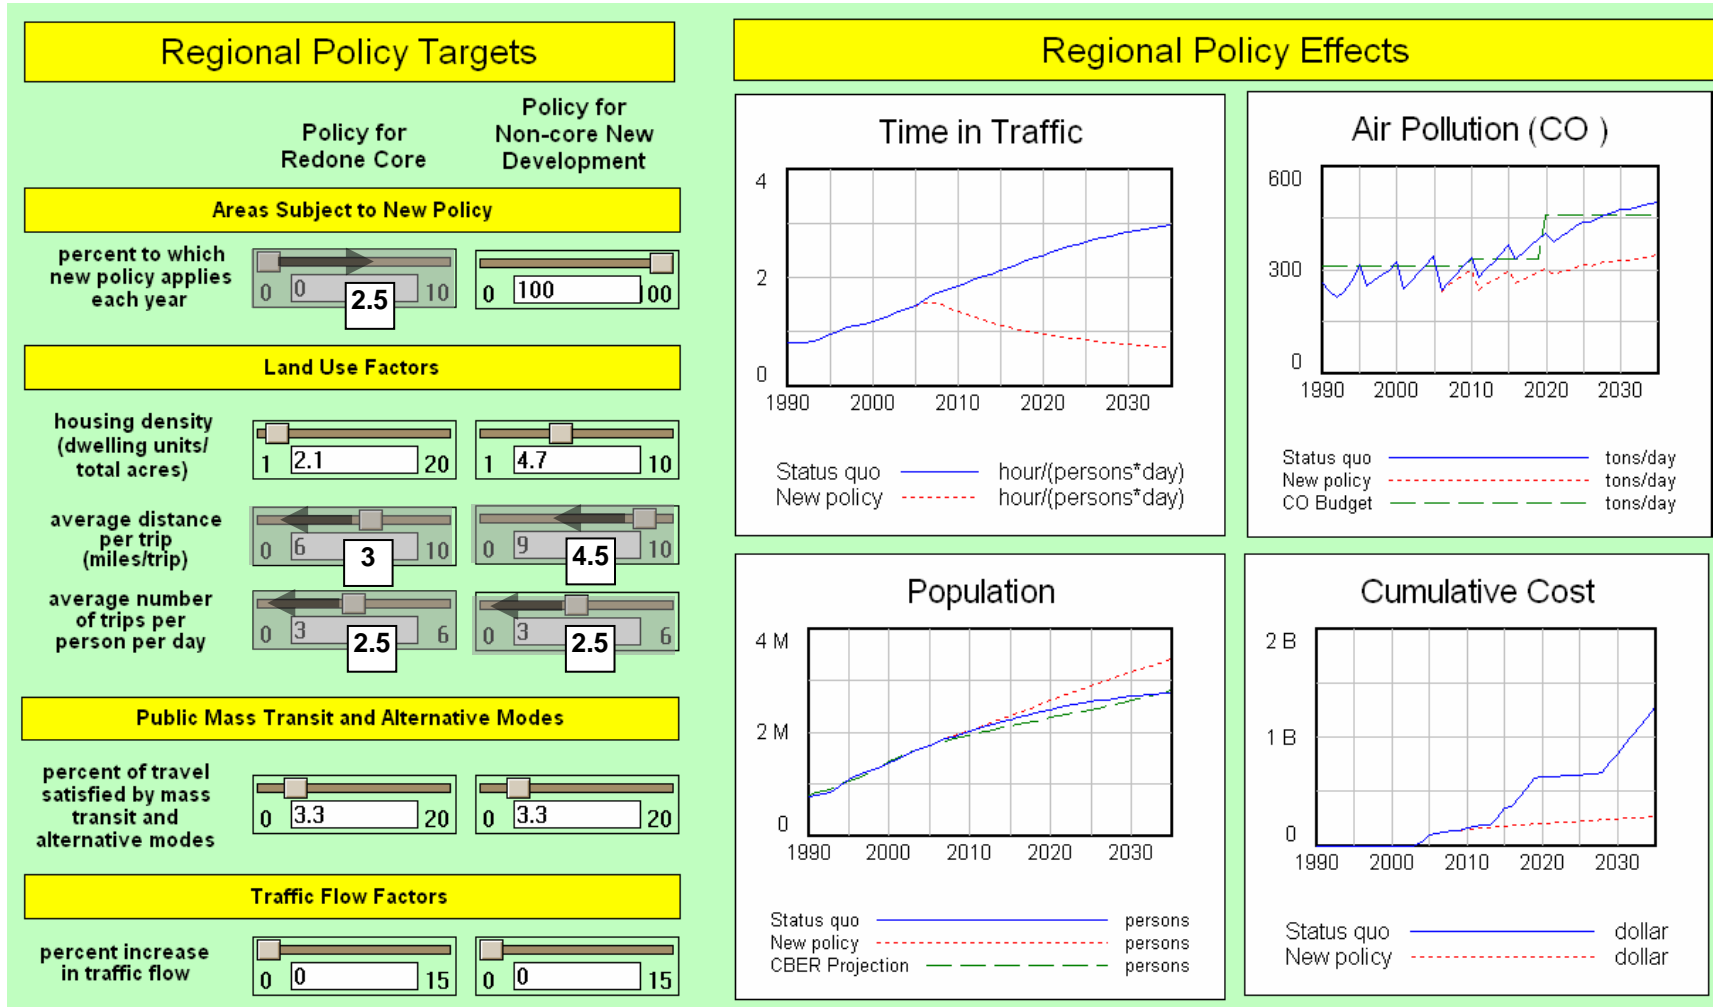 Regional Policy Targets
Policy for
Redone Core
Policy for
Non-core New
Development
Areas Subject to New Policy
percent to which
new policy applies
each year
0 0 10
2.5
0 100 100
Land Use Factors
housing density
(dwelling units/
total acres)
1 2.1 20
1 4.7 10
average distance
per trip
(miles/trip)
0 6 10
3
0 9 10
4.5
average number
of trips per
person per day
0 3 6
2.5
0 3 6
2.5
Public Mass Transit and Alternative Modes
percent of travel
satisfied by mass
transit and
alternative modes
0 3.3 20
0 3.3 20
Traffic Flow Factors
percent increase
in traffic flow
0 0 15
0 0 15
Regional Policy Effects
Time in Traffic
4
2
0
1990 2000 2010 2020 2030
Status quo hour/(persons*day)
New policy hour/(persons*day)
Air Pollution (CO )
600
300
0
1990 2000 2010 2020 2030
Status quo tons/day
New policy tons/day
CO Budget tons/day
Population
4 M
2 M
0
1990 2000 2010 2020 2030
Status quo persons
New policy persons
CBER Projection persons
Cumulative Cost
2 B
1 B
0
1990 2000 2010 2020 2030
Status quo dollar
New policy dollar